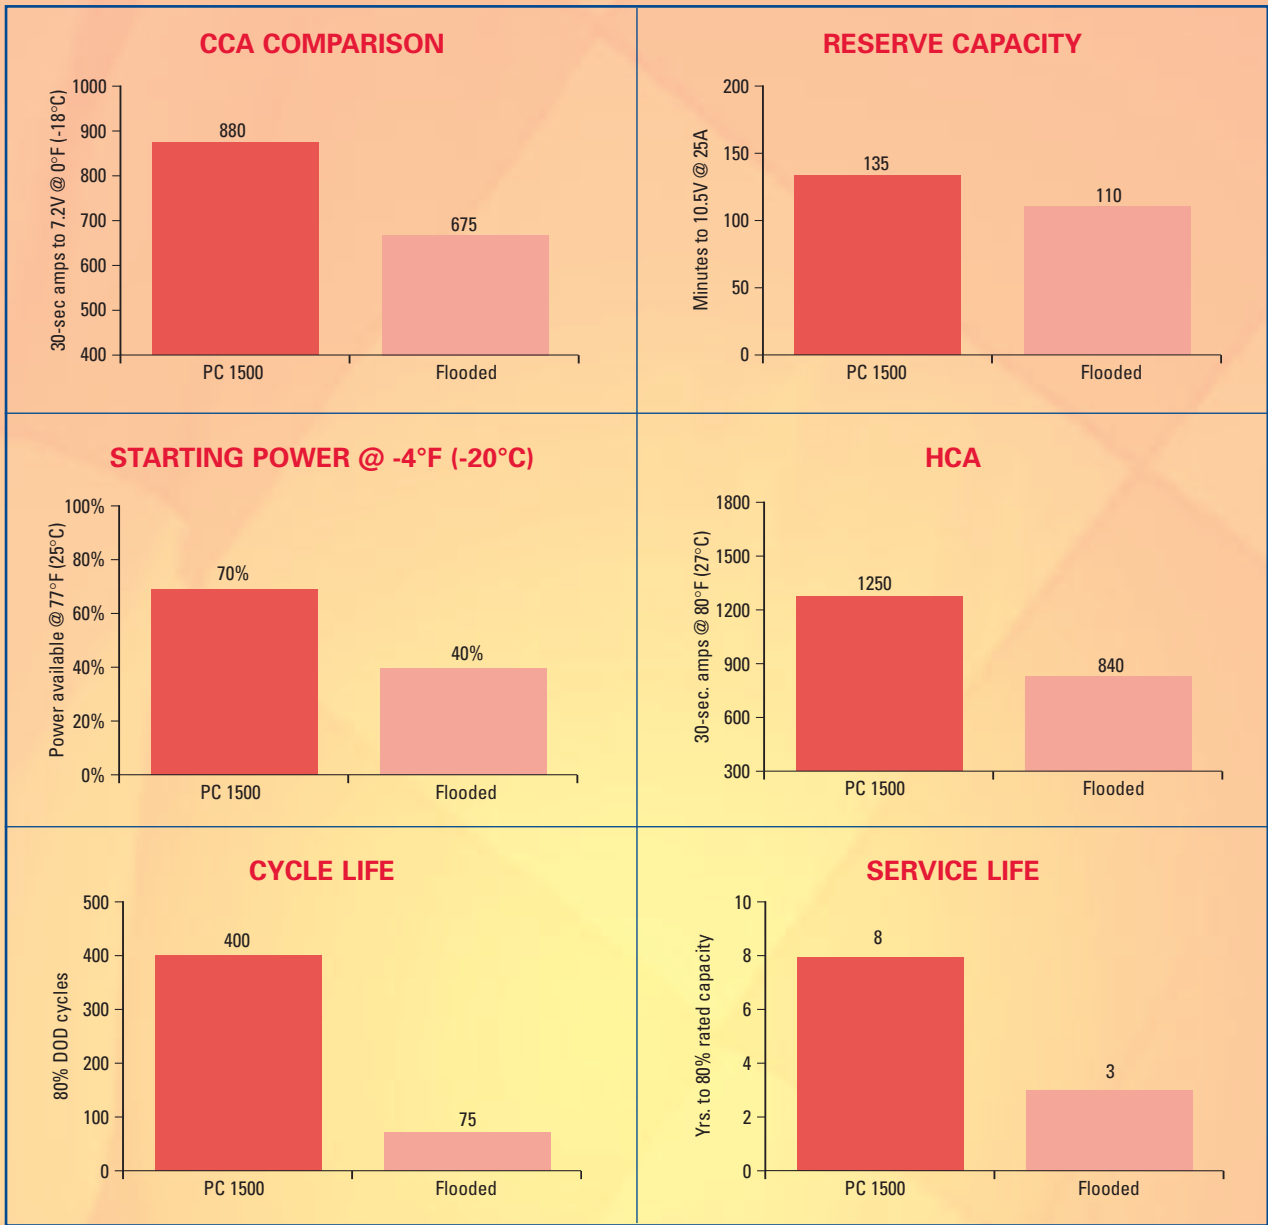 CCA COMPARISON
30-sec amps to 7.2V @ 0°F (-18°C)
1000
900
800
700
600
500
400
880
675
PC 1500
Flooded
RESERVE CAPACITY
Minutes to 10.5V @ 25A
200
150
100
50
0
135
110
PC 1500
Flooded
STARTING POWER @ -4°F (-20°C)
Power available @ 77°F (25°C)
100%
80%
60%
40%
20%
0%
70%
40%
PC 1500
Flooded
HCA
30-sec. amps @ 80°F (27°C)
1800
1500
1200
900
600
300
1250
840
PC 1500
Flooded
CYCLE LIFE
80% DOD cycles
500
400
300
200
100
0
400
75
PC 1500
Flooded
SERVICE LIFE
Yrs. to 80% rated capacity
10
8
6
4
2
0
8
3
PC 1500
Flooded